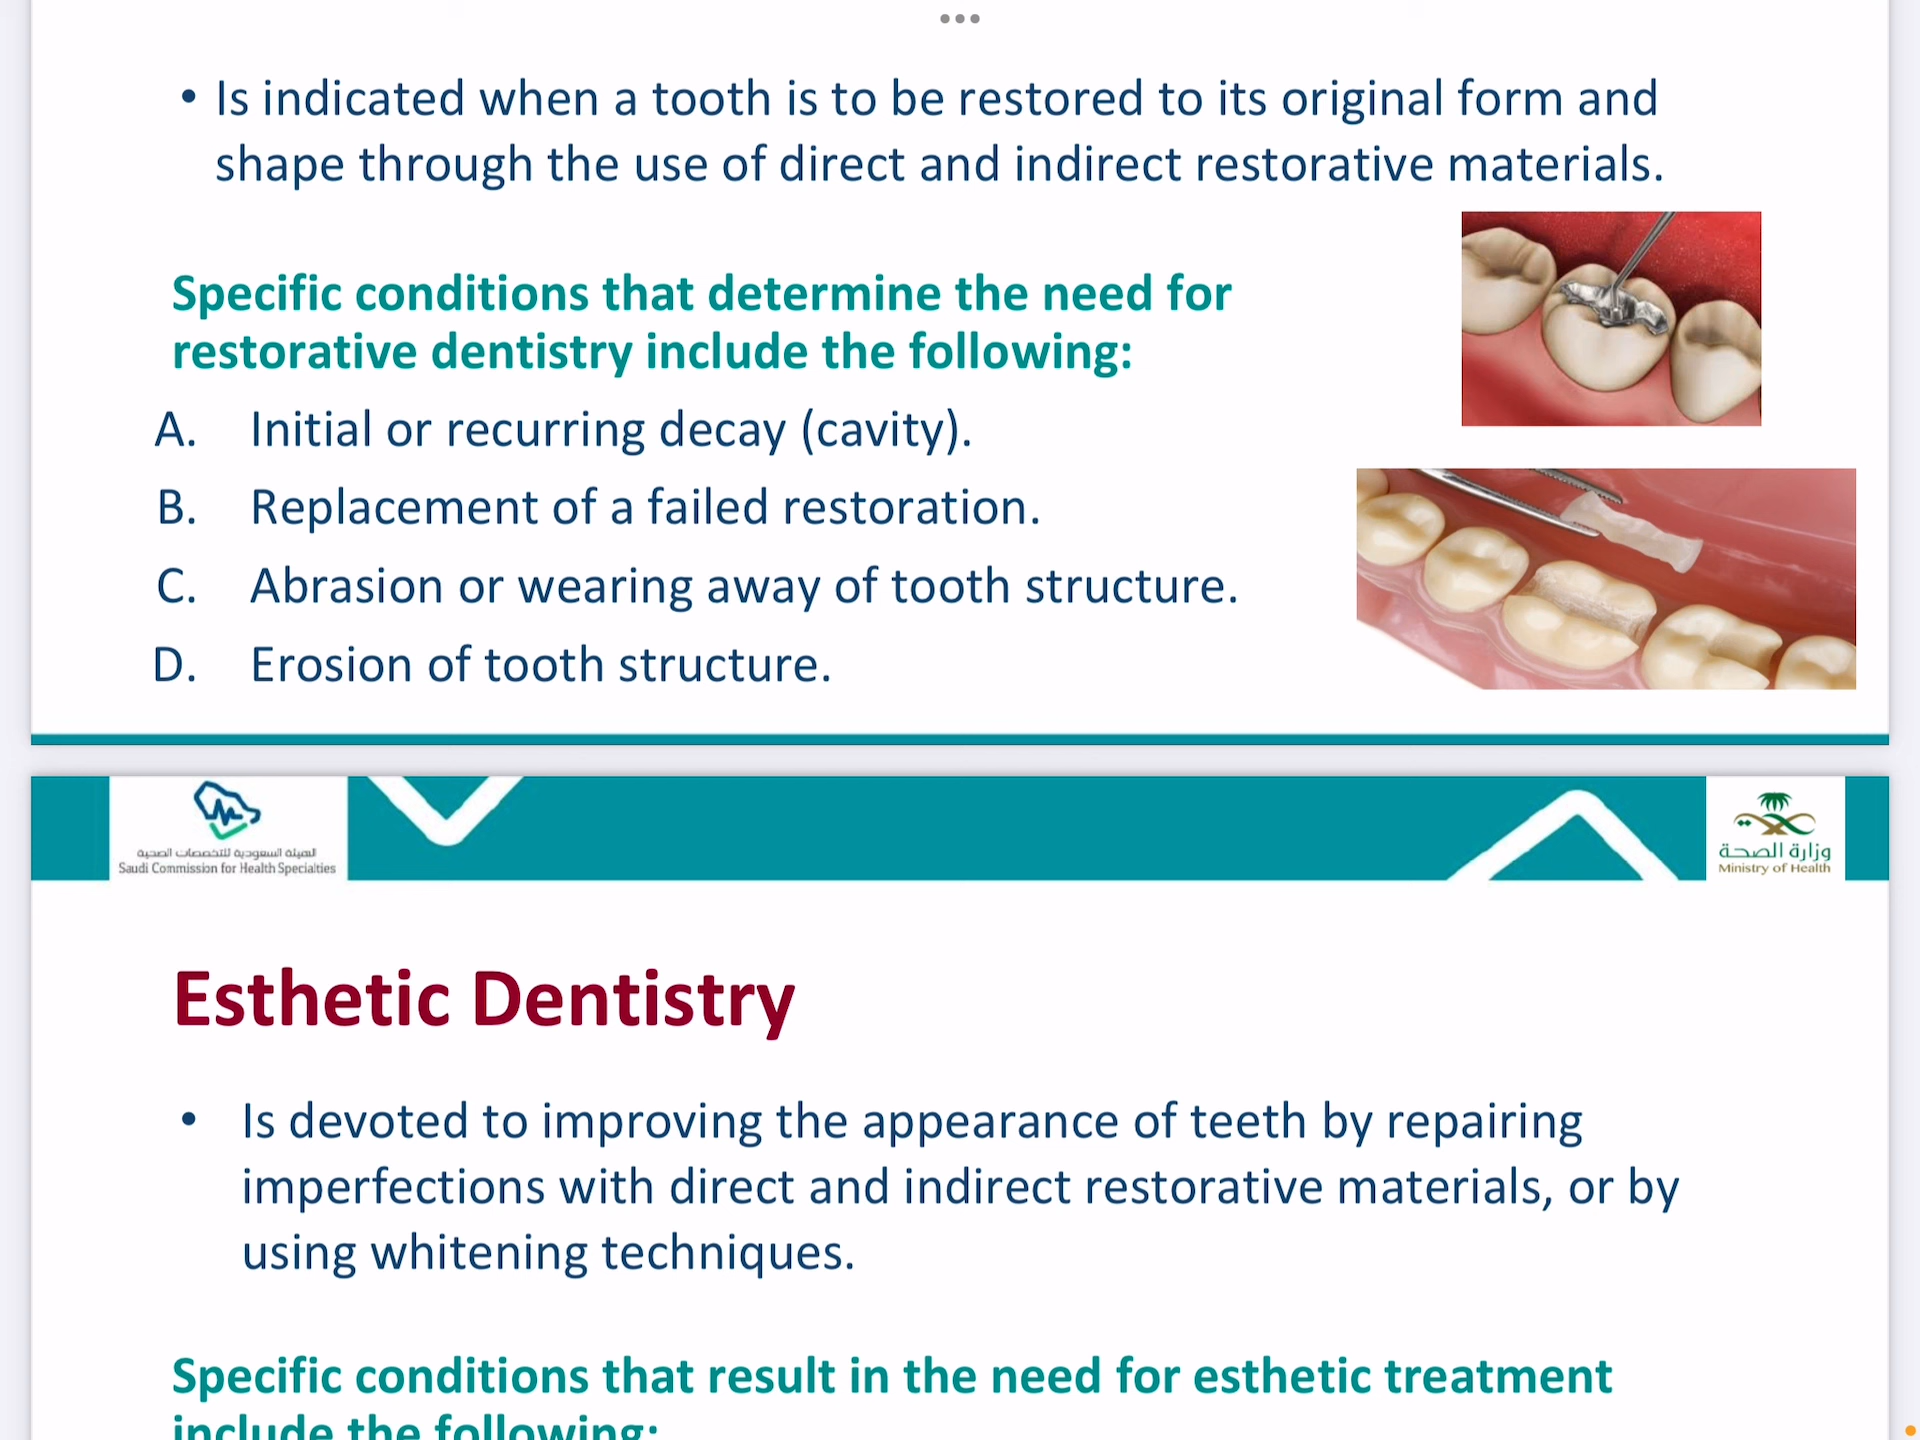 • Is indicated when a tooth is to be restored to its original form and
shape through the use of direct and indirect restorative materials.
Specific conditions that determine the need for
restorative dentistry include the following:
A. Initial or recurring decay (cavity).
B. Replacement of a failed restoration.
C. Abrasion or wearing away of tooth structure.
D. Erosion of tooth structure.
الهيئة السعودية للتخصصات الصحية
Saudi Commission for Health Specialties
وزارة الصحة
Ministry of Health
Esthetic Dentistry
• Is devoted to improving the appearance of teeth by repairing
imperfections with direct and indirect restorative materials, or by
using whitening techniques.
Specific conditions that result in the need for esthetic treatment
include the following: